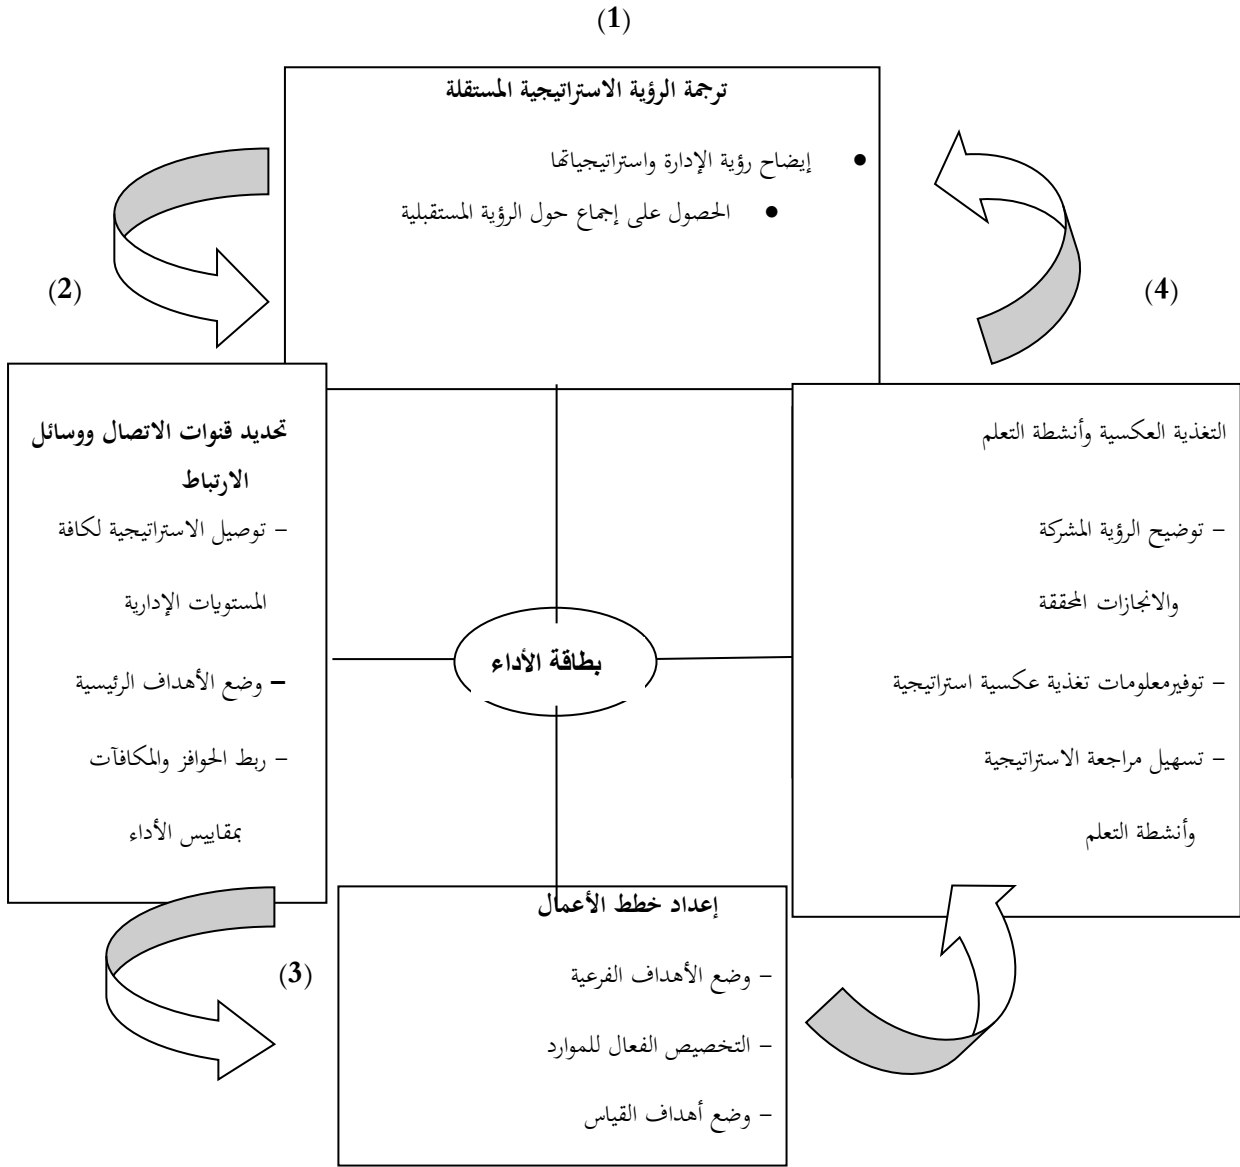 (1)
ترجمة الرؤية الاستراتيجية المستقلة
● إيضاح رؤية الإدارة واستراتيجياتها
● الحصول على إجماع حول الرؤية المستقبلية
(2)
تحديد قنوات الاتصال ووسائل
الارتباط
– توصيل الاستراتيجية لكافة
المستويات الإدارية
– وضع الأهداف الرئيسية
– ربط الحوافز والمكافآت
بمقاييس الأداء
بطاقة الأداء
(3)
إعداد خطط الأعمال
– وضع الأهداف الفرعية
– التخصيص الفعال للموارد
– وضع أهداف القياس
(4)
التغذية العكسية وأنشطة التعلم
– توضيح الرؤية المشركة
والانجازات المحققة
– توفيرمعلومات تغذية عكسية استراتيجية
– تسهيل مراجعة الاستراتيجية
وأنشطة التعلم